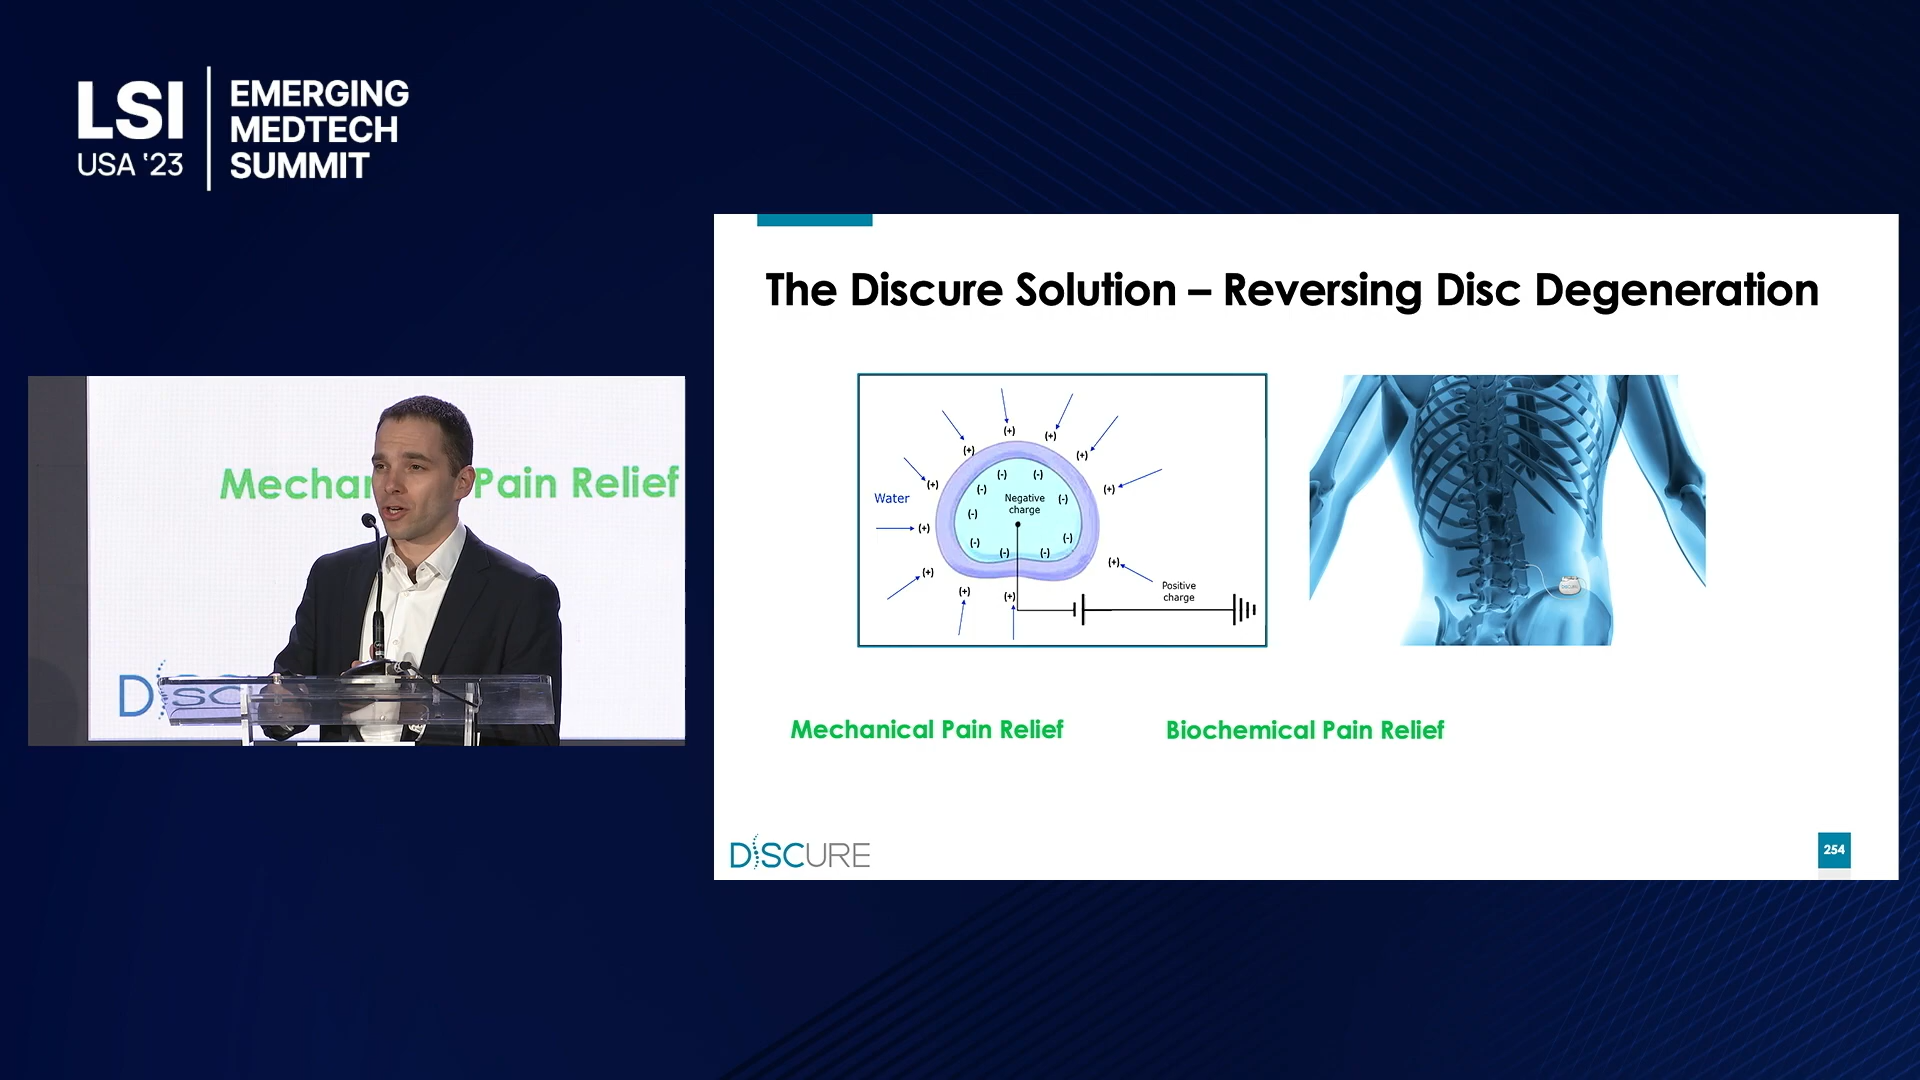 LSI
USA '23
EMERGING
MEDTECH
SUMMIT
The Discure Solution – Reversing Disc Degeneration
Water
Negative
charge
(+)
(+)
(+)
(+)
(+)
(+)
(+)
(+)
(+)
(+)
(+)
(-)
(-)
(-)
(-)
(-)
(-)
(-)
(-)
(-)
Positive
charge
Mechanical Pain Relief
Biochemical Pain Relief
DISCURE
254
Pain Relief